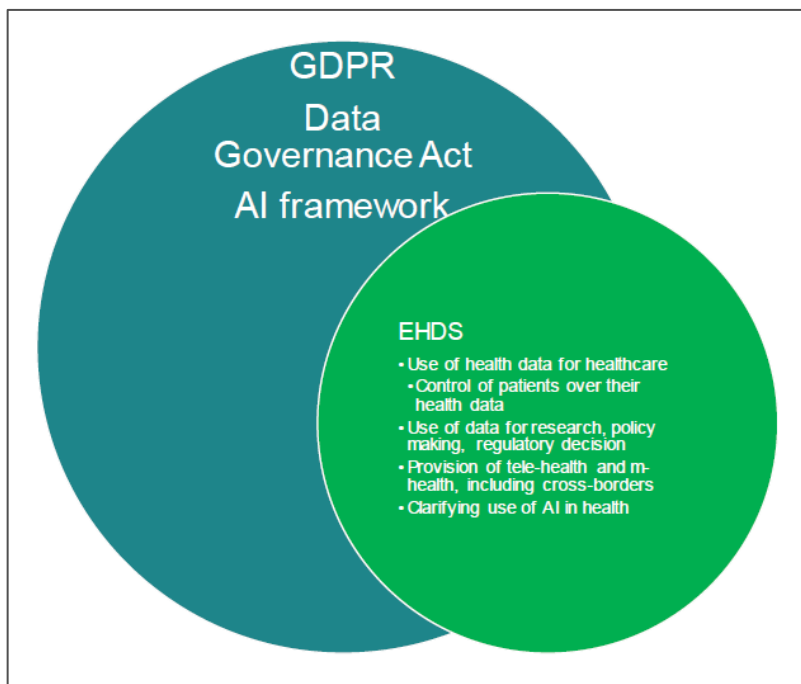 GDPR
Data
Governance Act
AI framework
EHDS
• Use of health data for healthcare
• Control of patients over their
health data
• Use of data for research, policy
making, regulatory decision
• Provision of tele-health and m-
health, including cross-borders
• Clarifying use of AI in health